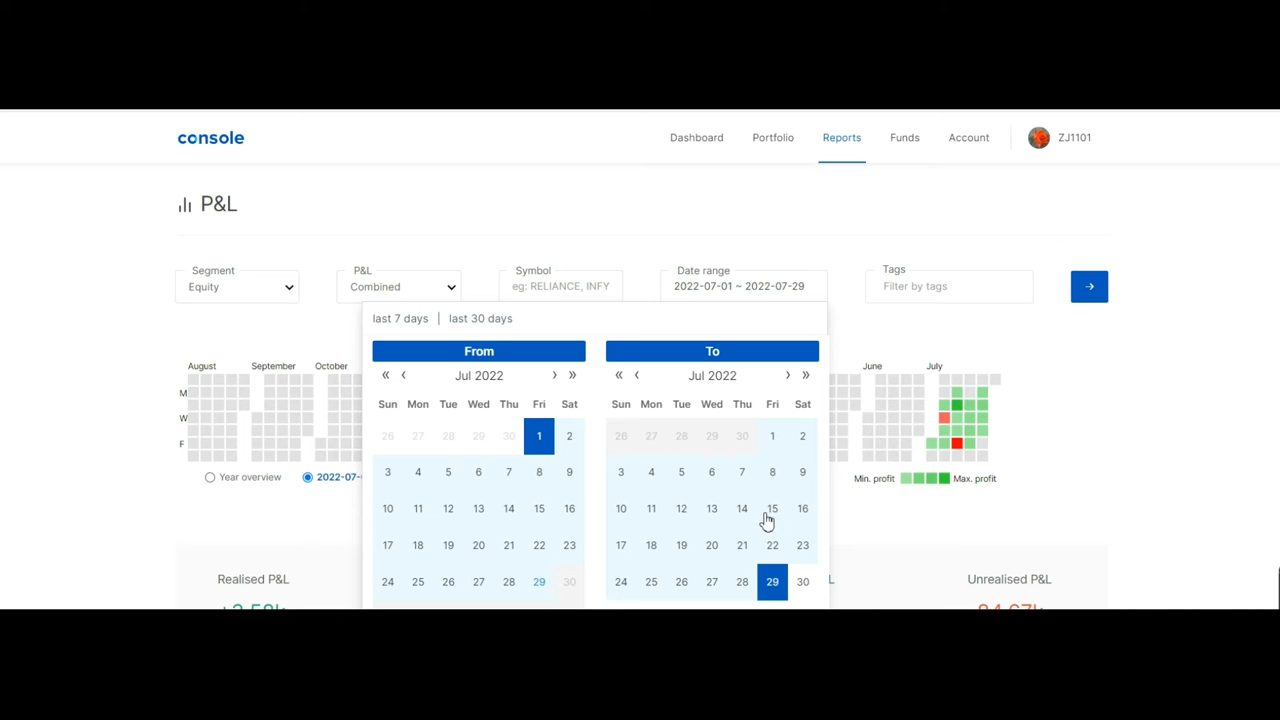 console
Dashboard Portfolio Reports Funds Account ZJ1101
P&L
Segment P&L Symbol Date range Tags
Equity Combined eg: RELIANCE, INFY 2022-07-01 ~ 2022-07-29 Filter by tags
last 7 days | last 30 days
From To
« ‹ Jul 2022 › » « ‹ Jul 2022 › »
August September October June July
M
W
F
Sun Mon Tue Wed Thu Fri Sat Sun Mon Tue Wed Thu Fri Sat
26 27 28 29 30 1 2 26 27 28 29 30 1 2
3 4 5 6 7 8 9 3 4 5 6 7 8 9
10 11 12 13 14 15 16 10 11 12 13 14 15 16
17 18 19 20 21 22 23 17 18 19 20 21 22 23
24 25 26 27 28 29 30 24 25 26 27 28 29 30
Year overview 2022-07- Min. profit Max. profit
Realised P&L Unrealised P&L